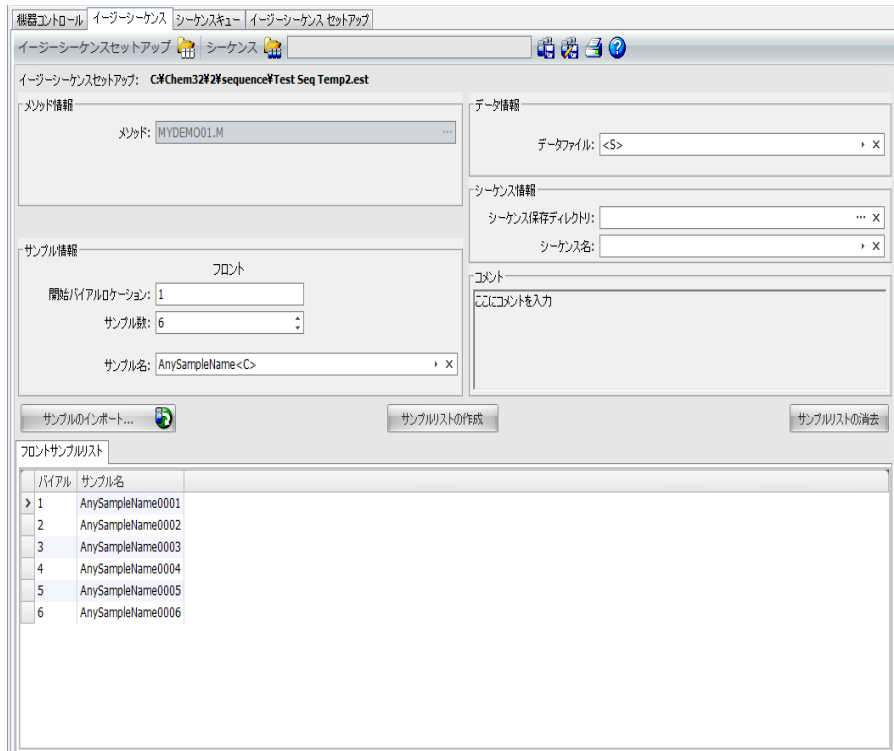 機器コントロール イージーシーケンス シーケンスキュー イージーシーケンス セットアップ
イージーシーケンスセットアップ シーケンス
イージーシーケンスセットアップ: C:¥Chem32¥2¥sequence¥Test Seq Temp2.est
メソッド情報
メソッド: MYDEMO01.M ...
データ情報
データファイル: <S>
シーケンス情報
シーケンス保存ディレクトリ: ...
シーケンス名:
サンプル情報
フロント
開始バイアルロケーション: 1
サンプル数: 6
サンプル名: AnySampleName<C>
コメント
ここにコメントを入力
サンプルのインポート... サンプルリストの作成 サンプルリストの消去
フロントサンプルリスト
バイアル サンプル名
1 AnySampleName0001
2 AnySampleName0002
3 AnySampleName0003
4 AnySampleName0004
5 AnySampleName0005
6 AnySampleName0006